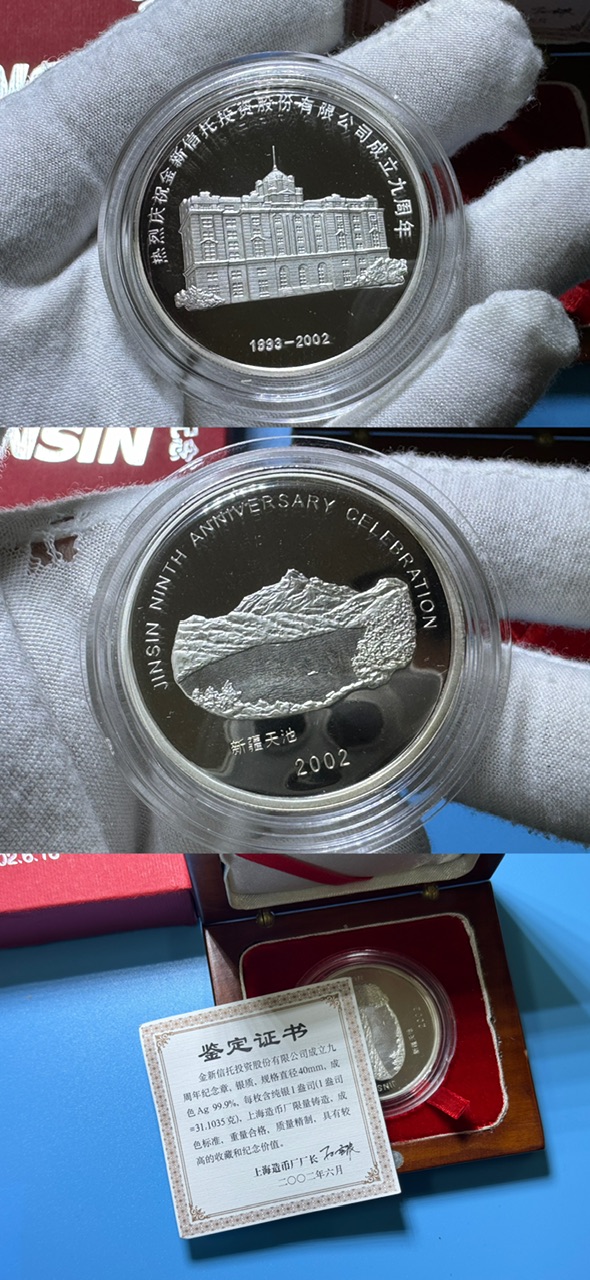 热烈庆祝金新信托投资股份有限公司成立九周年
1993-2002
NSIN
JINSIN NINTH ANNIVERSARY CELEBRATION
新疆天池
2002
02.6.18
鉴定证书
金新信托投资股份有限公司成立九
周年纪念章，银质，规格直径40mm，成
色Ag 99.9%，每枚含纯银1盎司(1盎司
=31.1035克)，上海造币厂限量铸造，成
色标准，重量合格，质量精制，具有较
高的收藏和纪念价值。
上海造币厂厂长
二〇〇二年六月